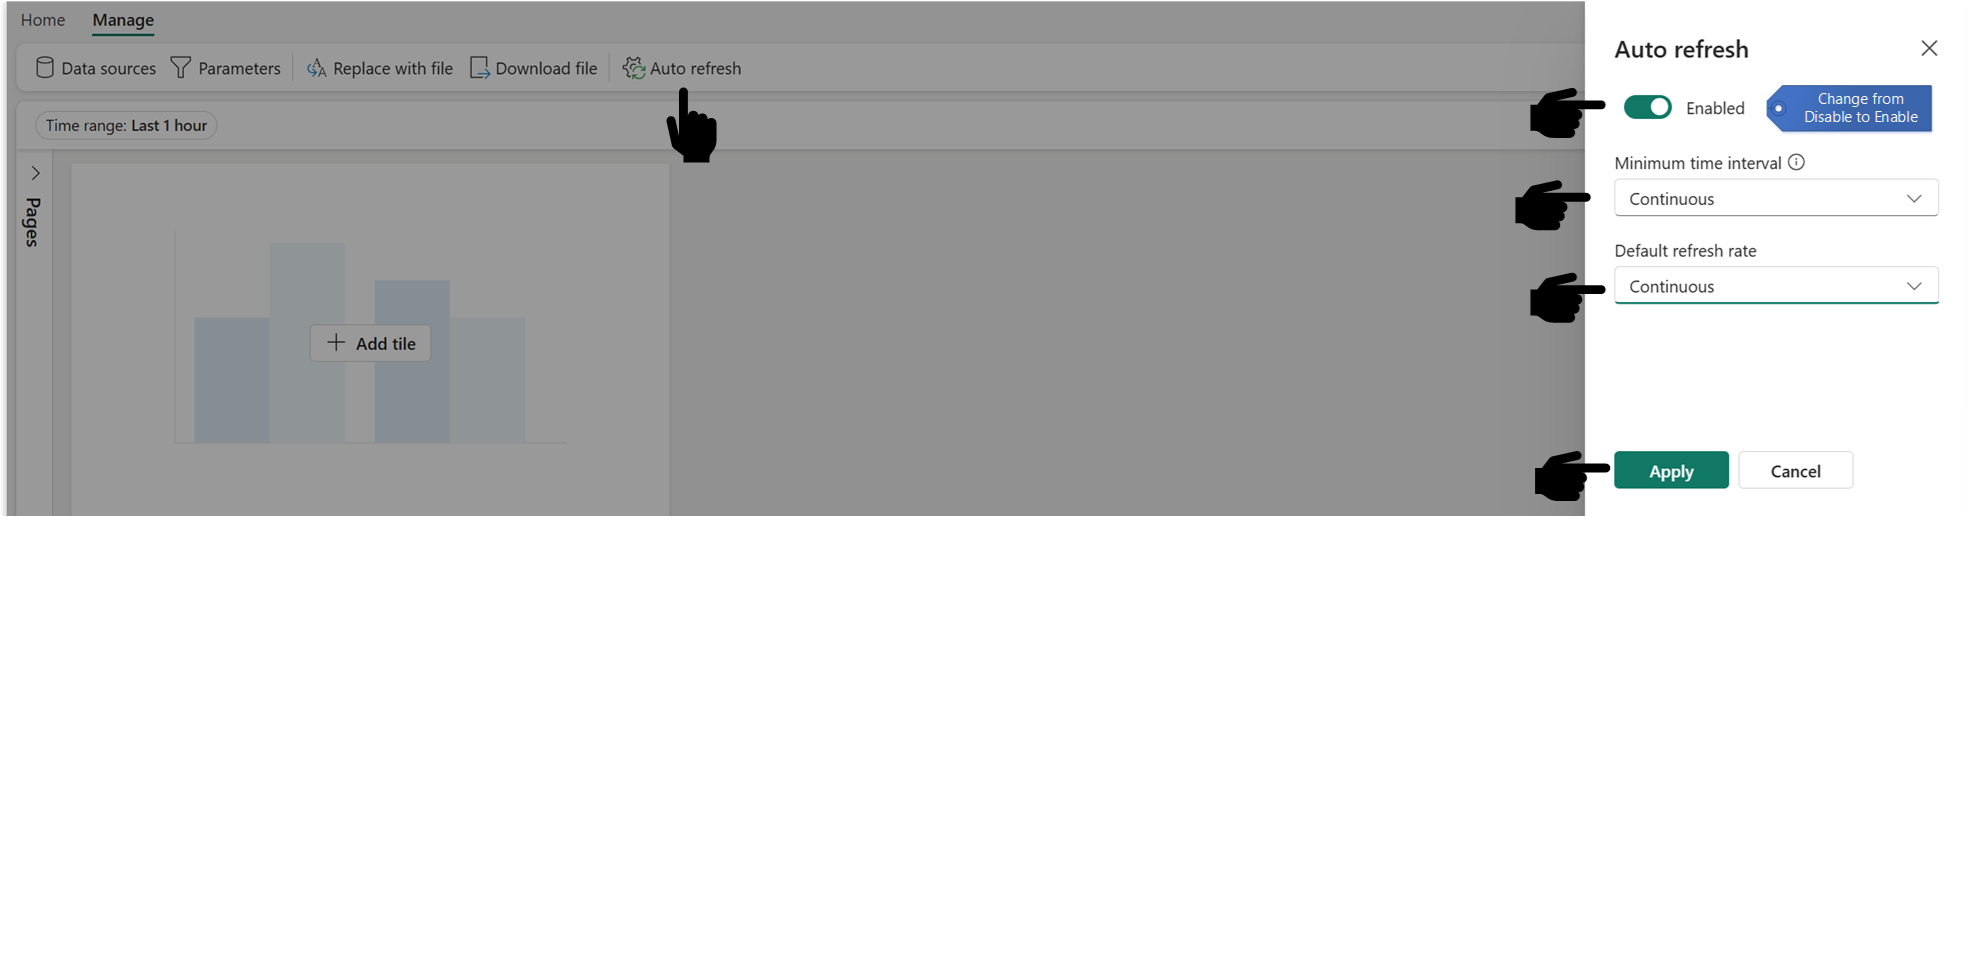 Home Manage
Data sources Parameters Replace with file Download file Auto refresh
Time range: Last 1 hour
Pages
Add tile
Auto refresh
Enabled
Change from
Disable to Enable
Minimum time interval
Continuous
Default refresh rate
Continuous
Apply Cancel